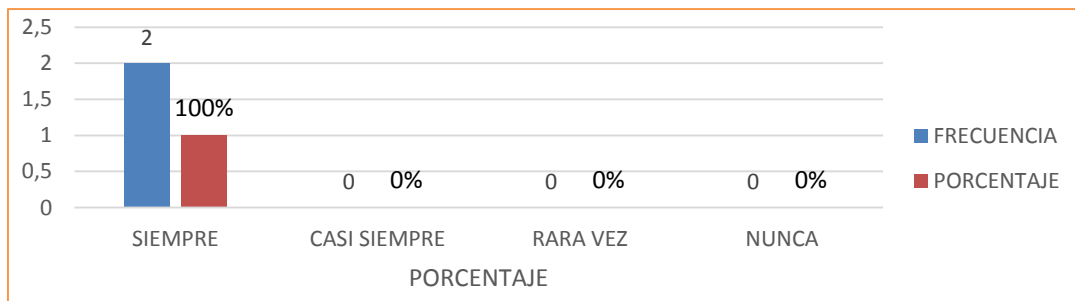 2,5
2
2
100%
1,5
1
0,5
0 0% 0 0% 0 0%
0
SIEMPRE CASI SIEMPRE RARA VEZ NUNCA
PORCENTAJE
FRECUENCIA
PORCENTAJE